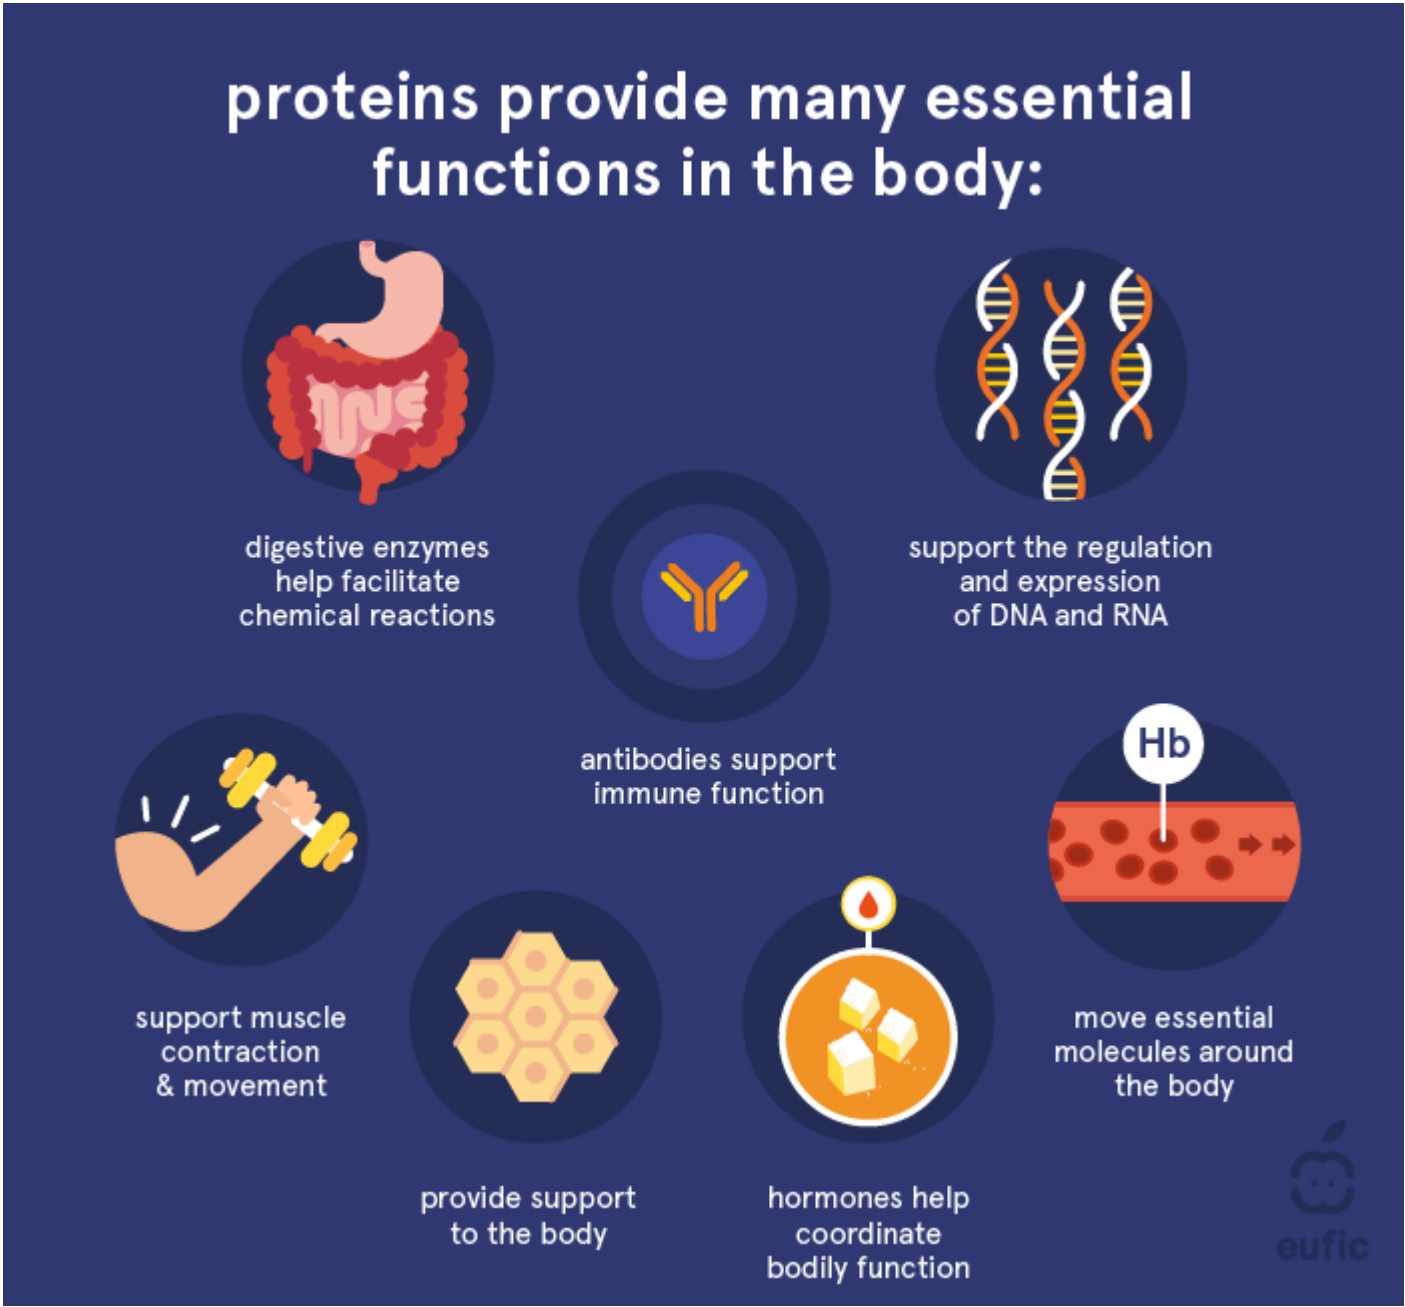 proteins provide many essential
functions in the body:
digestive enzymes
help facilitate
chemical reactions
support the regulation
and expression
of DNA and RNA
antibodies support
immune function
Hb
support muscle
contraction
& movement
move essential
molecules around
the body
provide support
to the body
hormones help
coordinate
bodily function
eufic